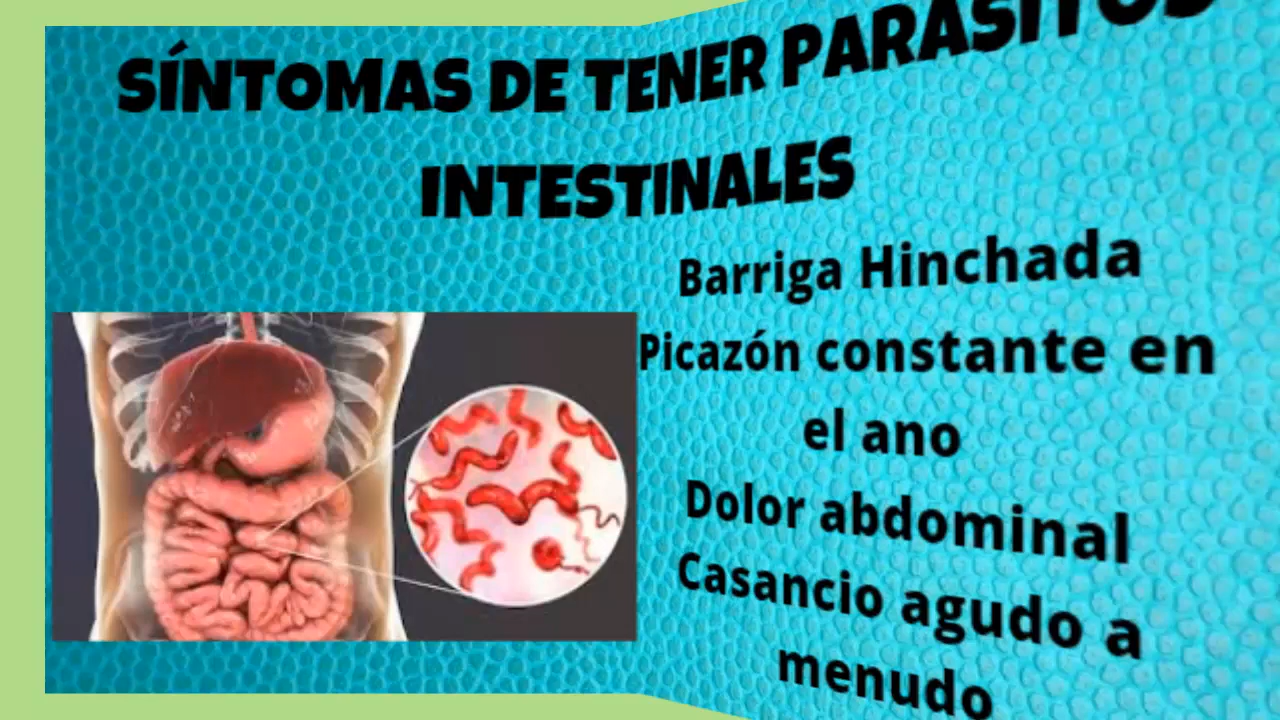 SÍNTOMAS DE TENER PARASITOS
INTESTINALES
Barriga Hinchada
Picazón constante en
el ano
Dolor abdominal
Casancio agudo a
menudo